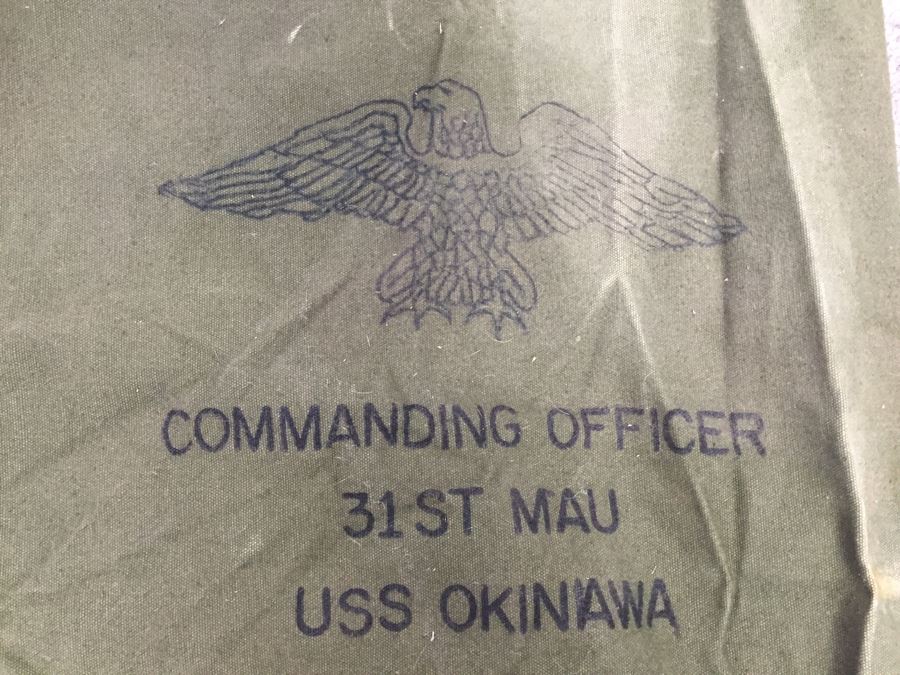 COMMANDING OFFICER
31ST MAU
USS OKINAWA